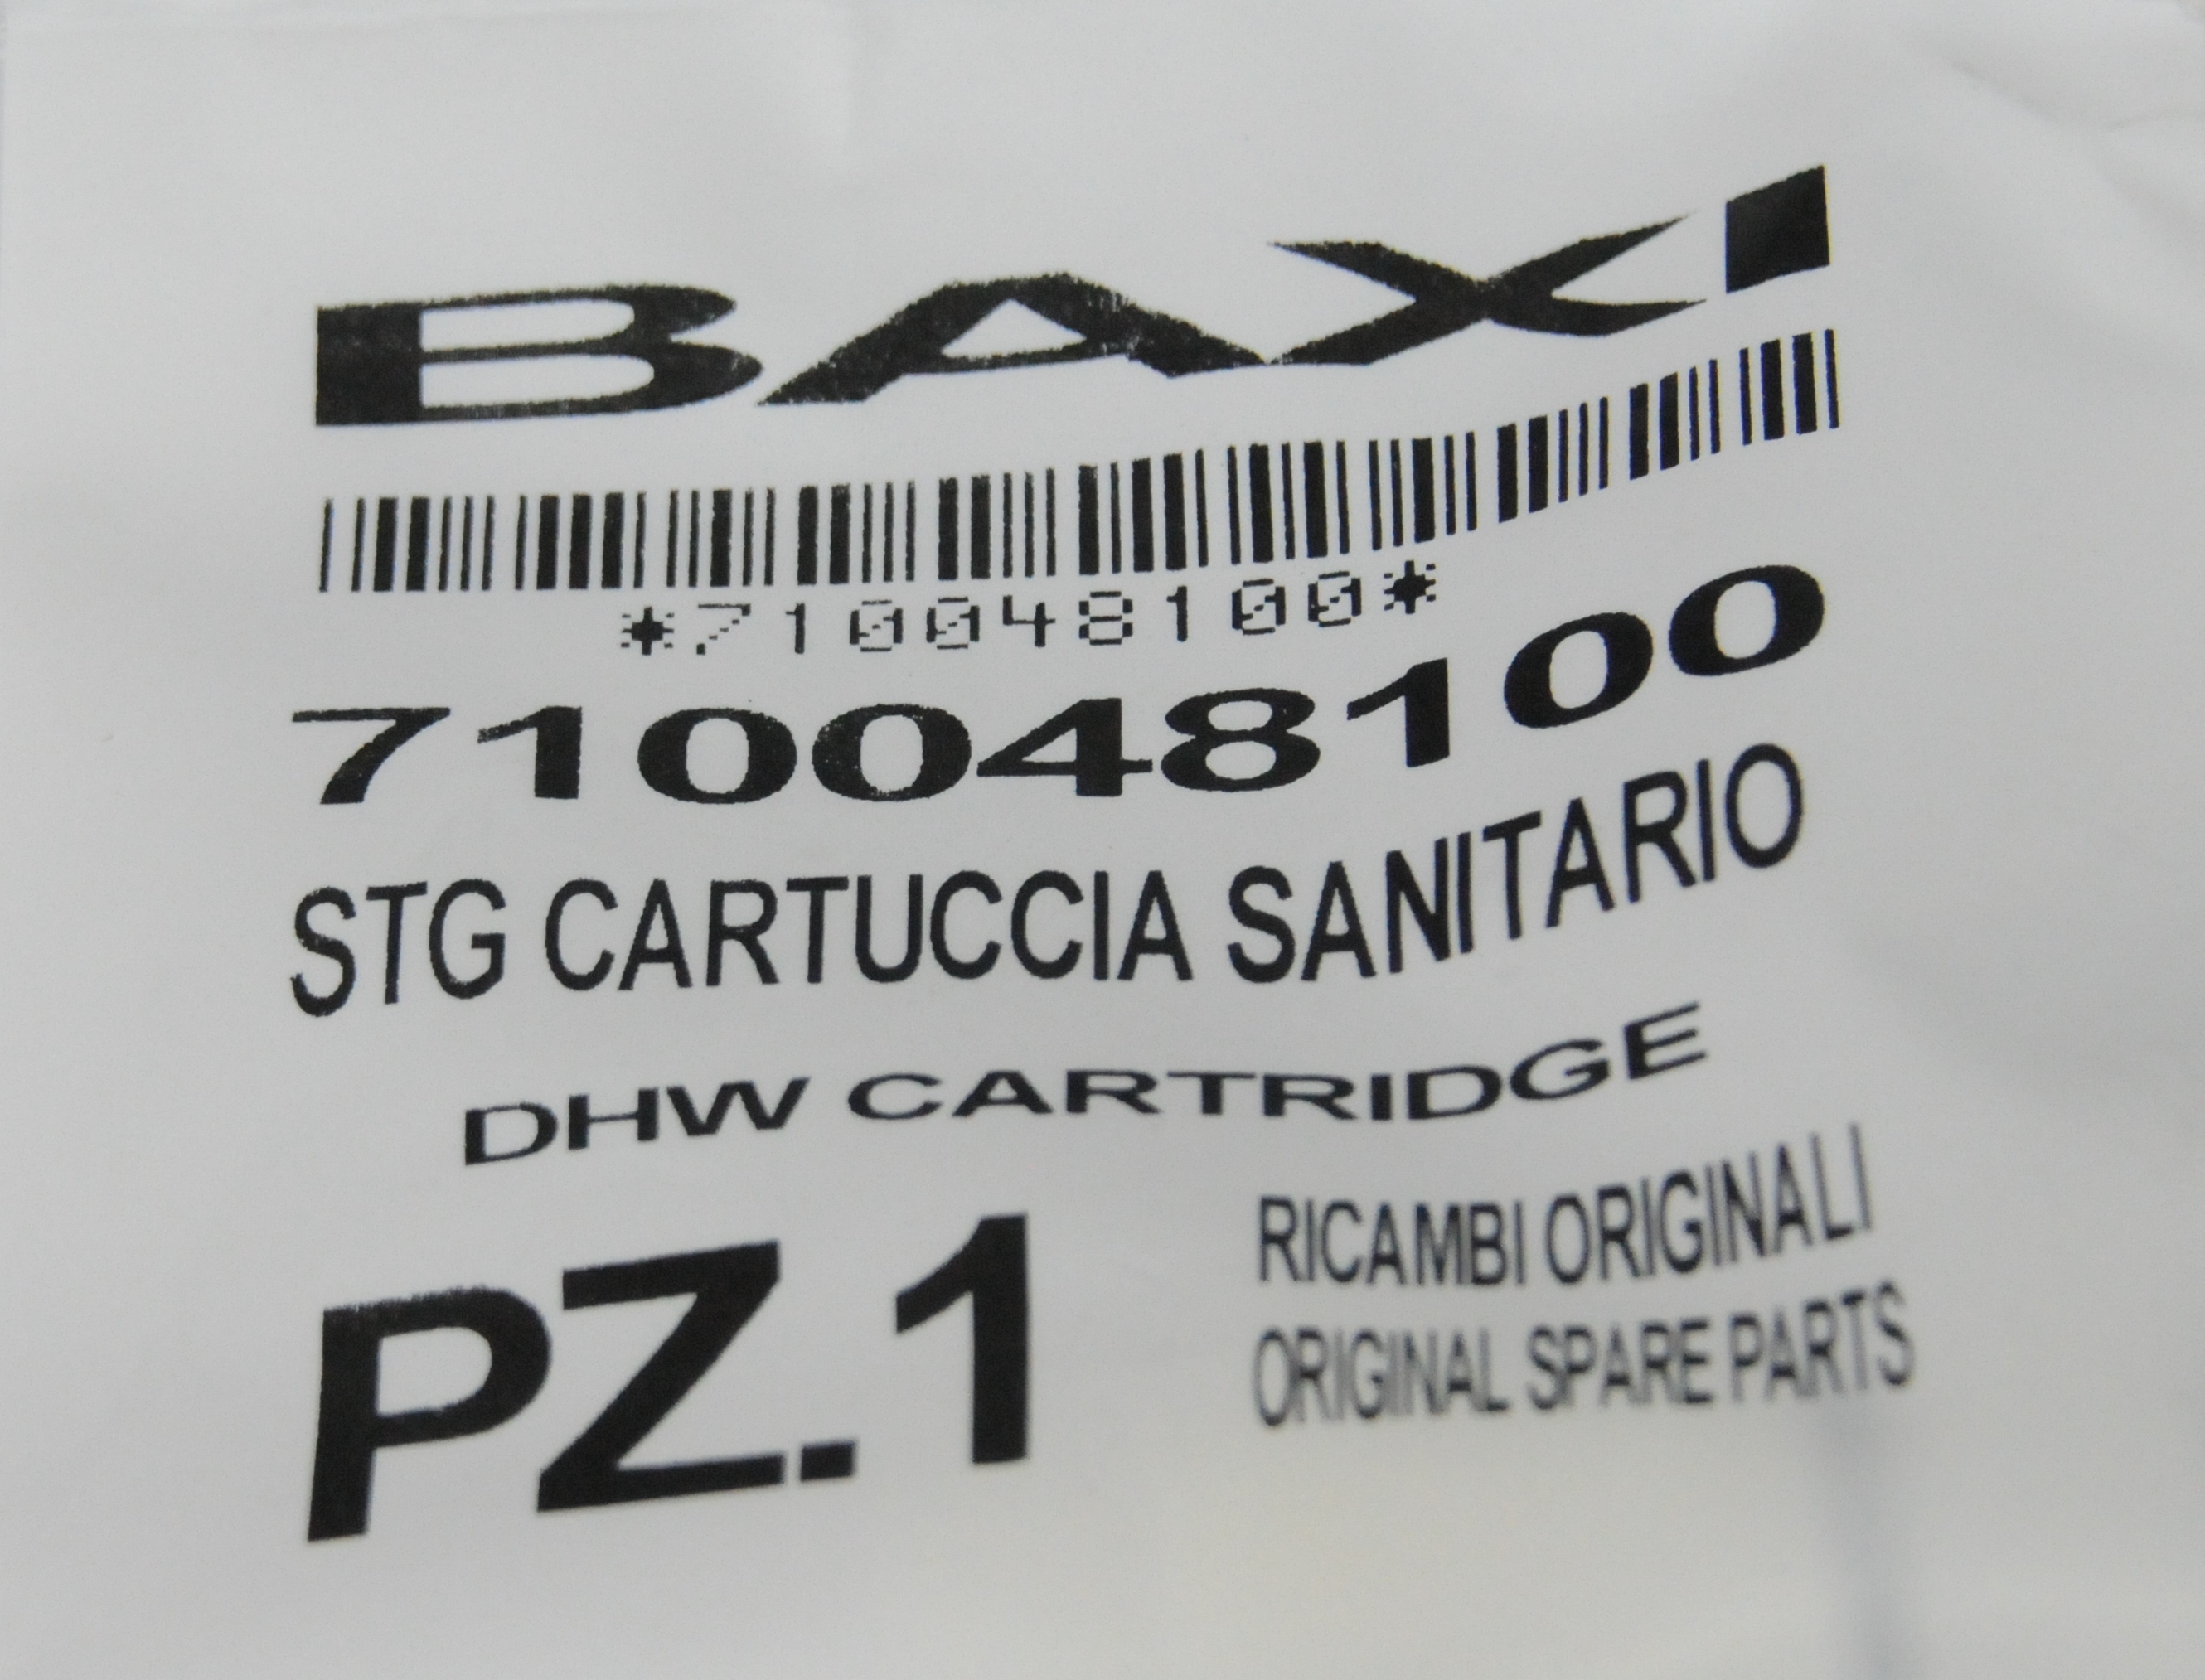 BAXI
*710048100*
710048100
STG CARTUCCIA SANITARIO
DHW CARTRIDGE
PZ.1
RICAMBI ORIGINALI
ORIGINAL SPARE PARTS